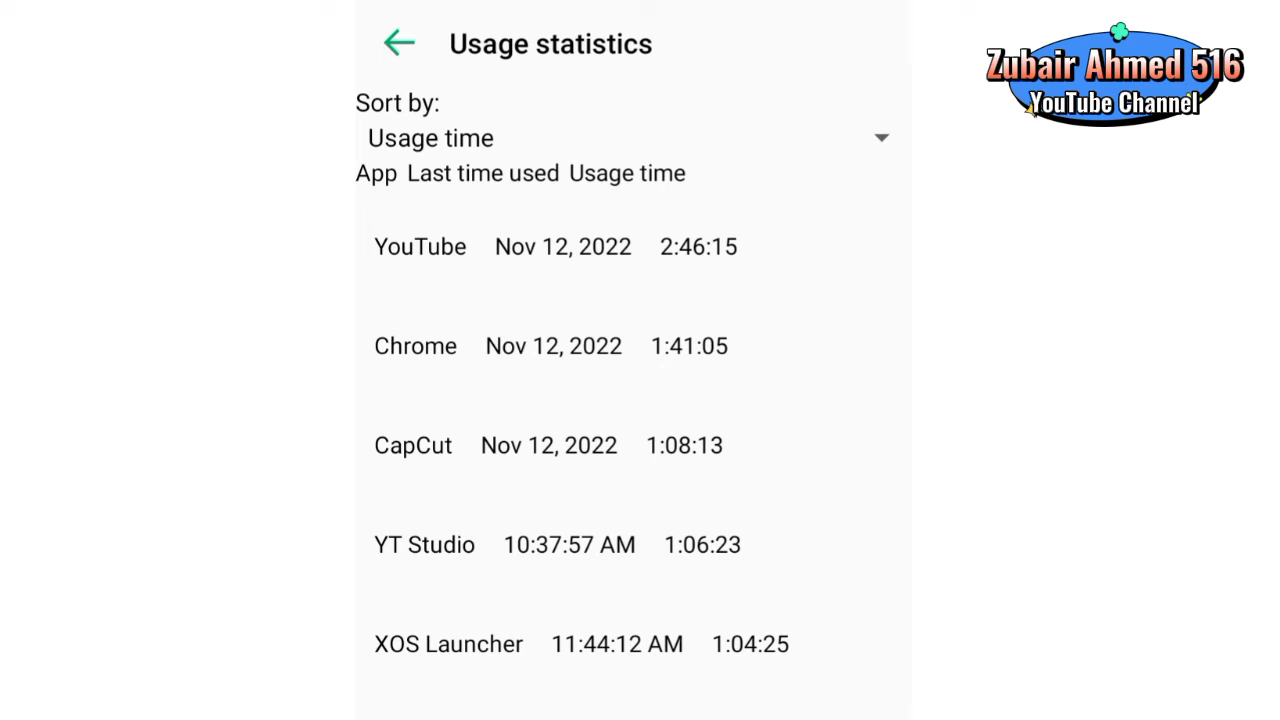 Usage statistics
Zubair Ahmed 516
YouTube Channel
Sort by:
Usage time
App Last time used Usage time
YouTube Nov 12, 2022 2:46:15
Chrome Nov 12, 2022 1:41:05
CapCut Nov 12, 2022 1:08:13
YT Studio 10:37:57 AM 1:06:23
XOS Launcher 11:44:12 AM 1:04:25